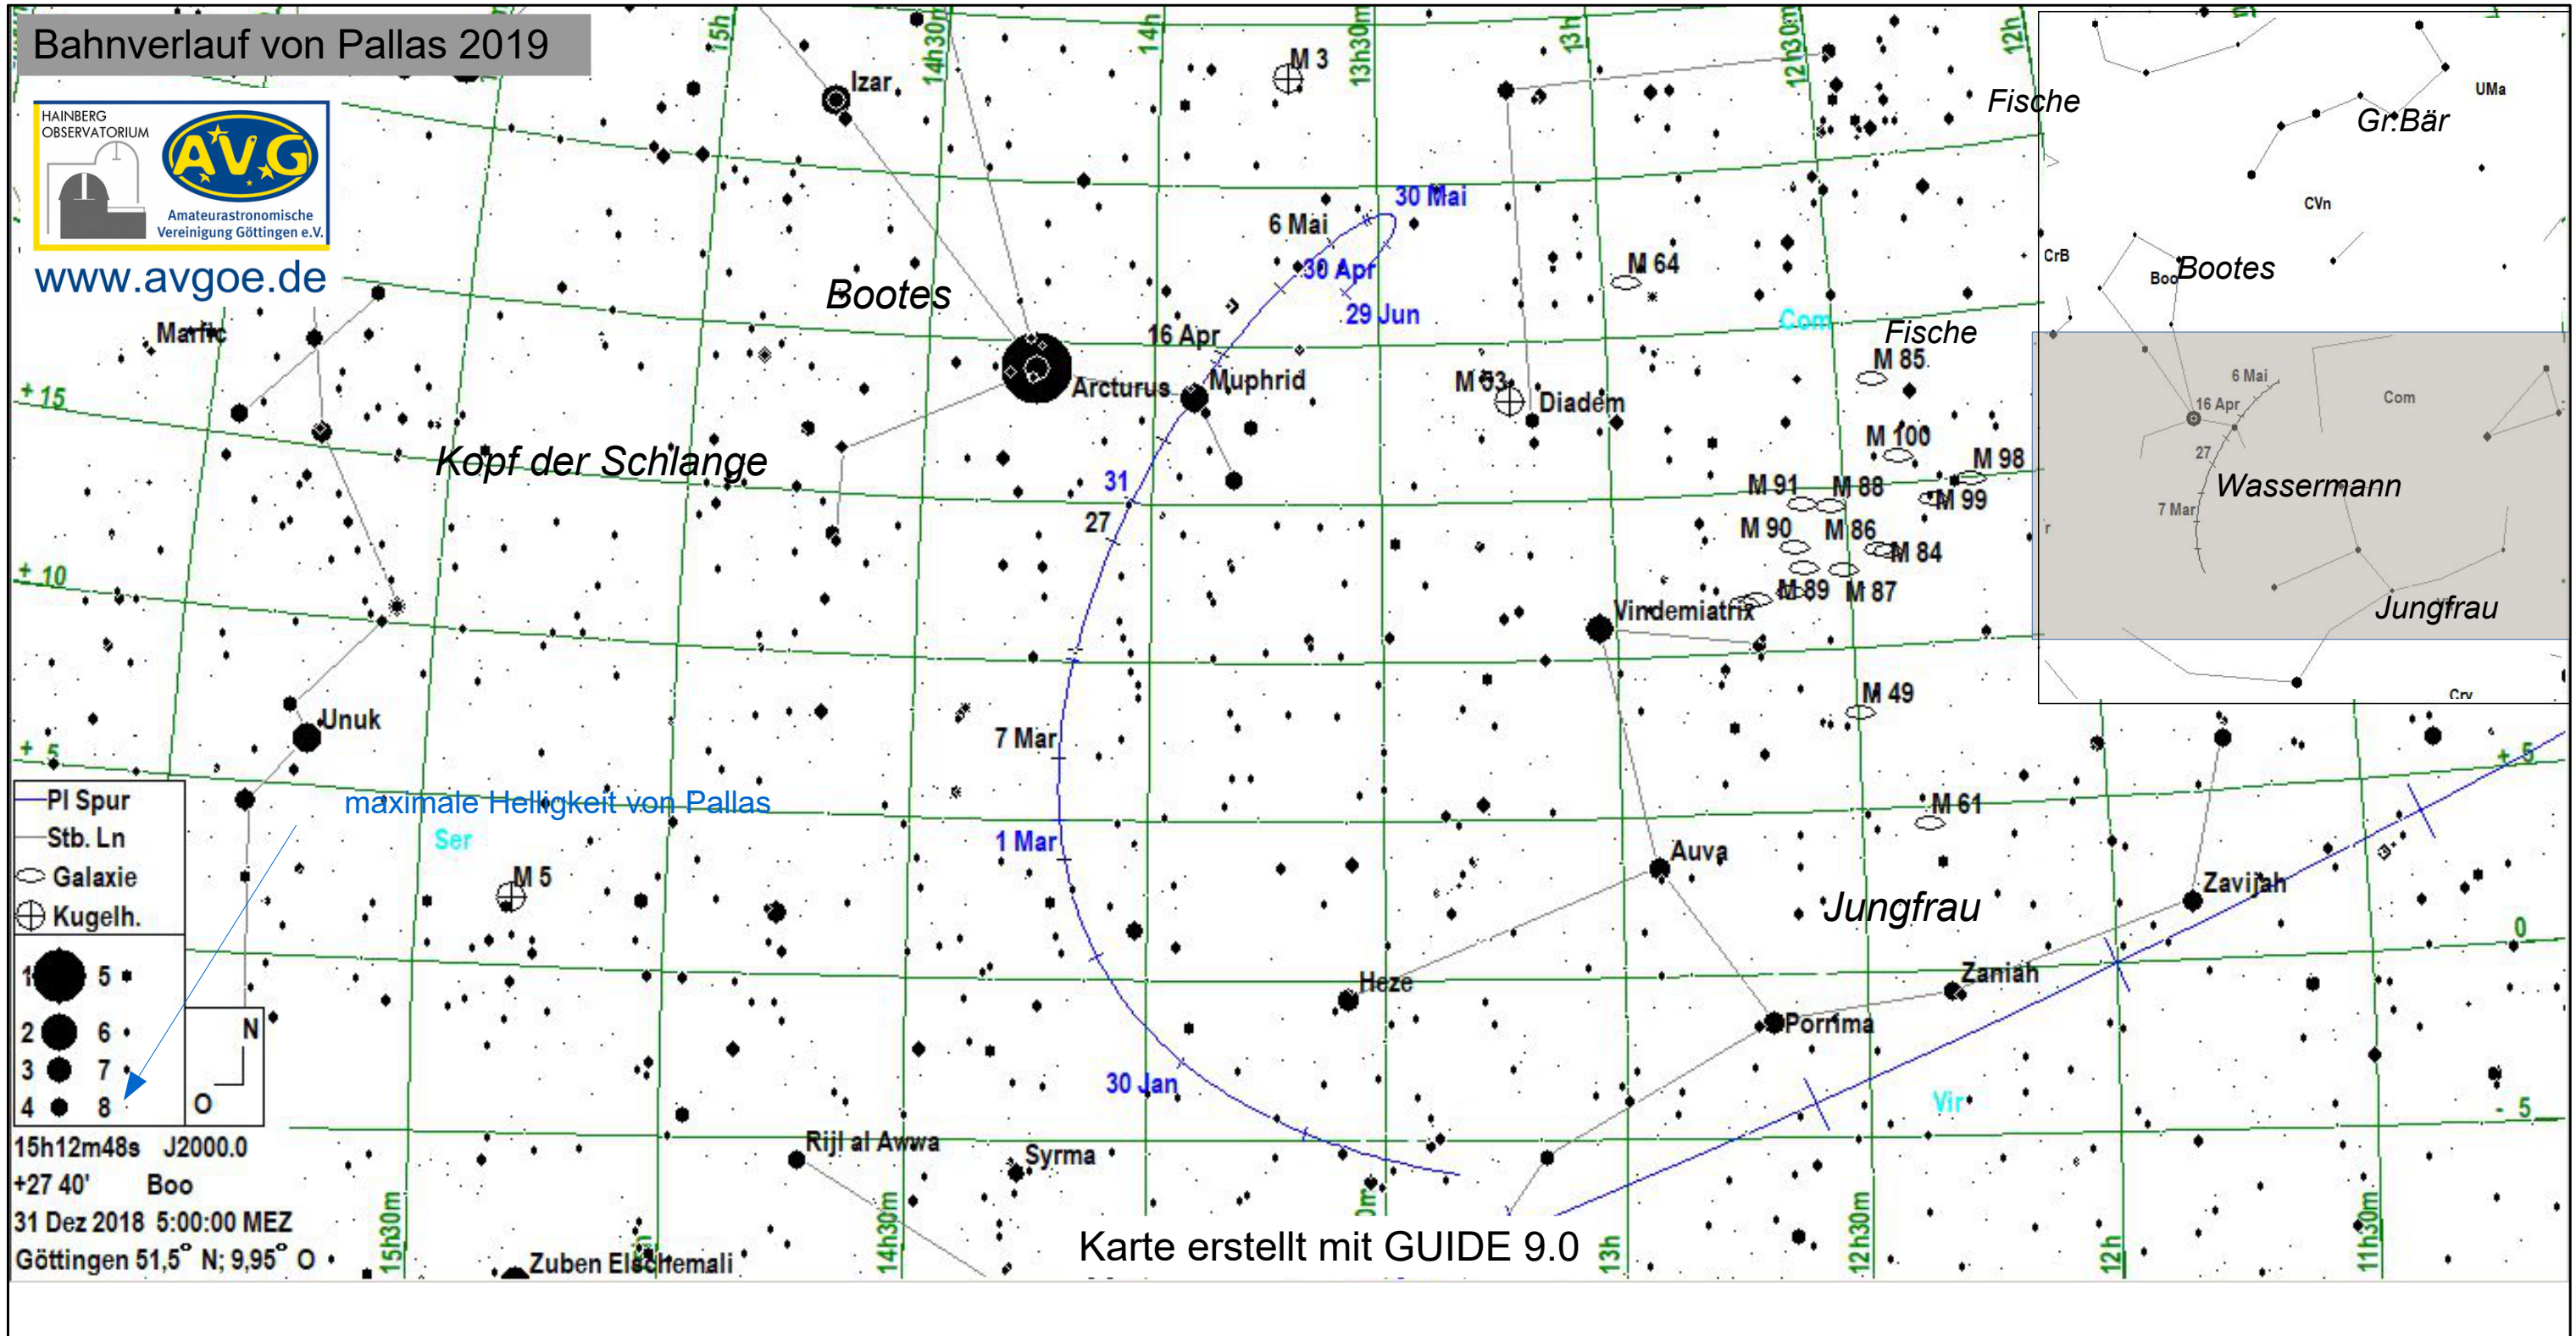 Bahnverlauf von Pallas 2019
HAINBERG
OBSERVATORIUM
AVG
Amateurastronomische
Vereinigung Göttingen e.V.
www.avgoe.de
15h
14h30m
14h
13h30m
13h
12h30m
12h
Izar
M 3
Fische
UMa
Gr.Bär
CVn
CrB
Boo
Bootes
6 Mai
16 Apr
Com
27
Wassermann
7 Mar
r
Jungfrau
Crv
30 Mai
6 Mai
30 Apr
29 Jun
M 64
Bootes
Com
Fische
Marfic
16 Apr
M 85
+ 15
Arcturus
Muphrid
M 53
Diadem
Kopf der Schlange
M 100
M 98
31
M 91
M 88
M 99
27
M 90
M 86
M 84
+ 10
M 89
M 87
Vindemiatrix
Unuk
M 49
7 Mar
+ 5
+ 5
Pl Spur
Stb. Ln
Galaxie
Kugelh.
maximale Helligkeit von Pallas
Ser
M 61
1 Mar
Auva
M 5
Zavijah
Jungfrau
0
Heze
Zaniah
Porrima
1 5
2 6
3 7
4 8
N
O
30 Jan
Vir
- 5
15h12m48s J2000.0
+27 40' Boo
31 Dez 2018 5:00:00 MEZ
Göttingen 51,5° N; 9,95° O
Rijl al Awwa
Syrma
Zuben Elschemali
Karte erstellt mit GUIDE 9.0
15h30m
14h30m
0m
13h
12h30m
12h
11h30m